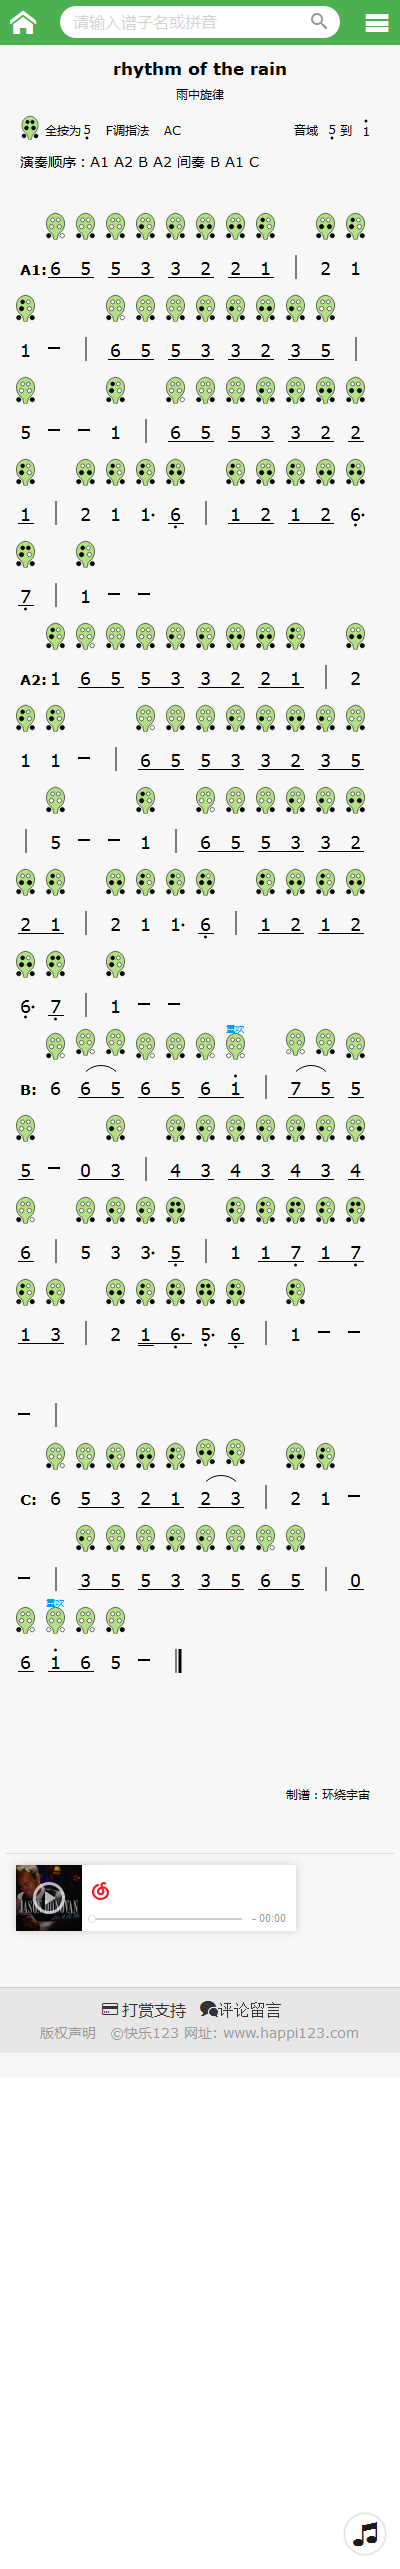 请输入谱子名或拼音
rhythm of the rain
雨中旋律
全按为 5̣ F调指法 AC 音域 5̣ 到 1̇
演奏顺序：A1 A2 B A2 间奏 B A1 C
A1: 6 5 5 3 3 2 2 1 | 2 1
1 – | 6 5 5 3 3 2 3 5 |
5 – – 1 | 6 5 5 3 3 2 2
1 | 2 1 1· 6̣ | 1 2 1 2 6̣·
7̣ | 1 – –
A2: 1 6 5 5 3 3 2 2 1 | 2
1 1 – | 6 5 5 3 3 2 3 5
| 5 – – 1 | 6 5 5 3 3 2
2 1 | 2 1 1· 6̣ | 1 2 1 2
6̣· 7̣ | 1 – –
重吹
B: 6 6 5 6 5 6 1̇ | 7 5 5
5 – 0 3 | 4 3 4 3 4 3 4
6 | 5 3 3· 5̣ | 1 1 7̣ 1 7̣
1 3 | 2 1 6̣· 5̣· 6̣ | 1 – –
– |
C: 6 5 3 2 1 2 3 | 2 1 –
– | 3 5 5 3 3 5 6 5 | 0
重吹
6 1̇ 6 5 – ‖
制谱：环绕宇宙
JASON DONOVAN
- 00:00
打赏支持 评论留言
版权声明 ©快乐123 网址: www.happi123.com